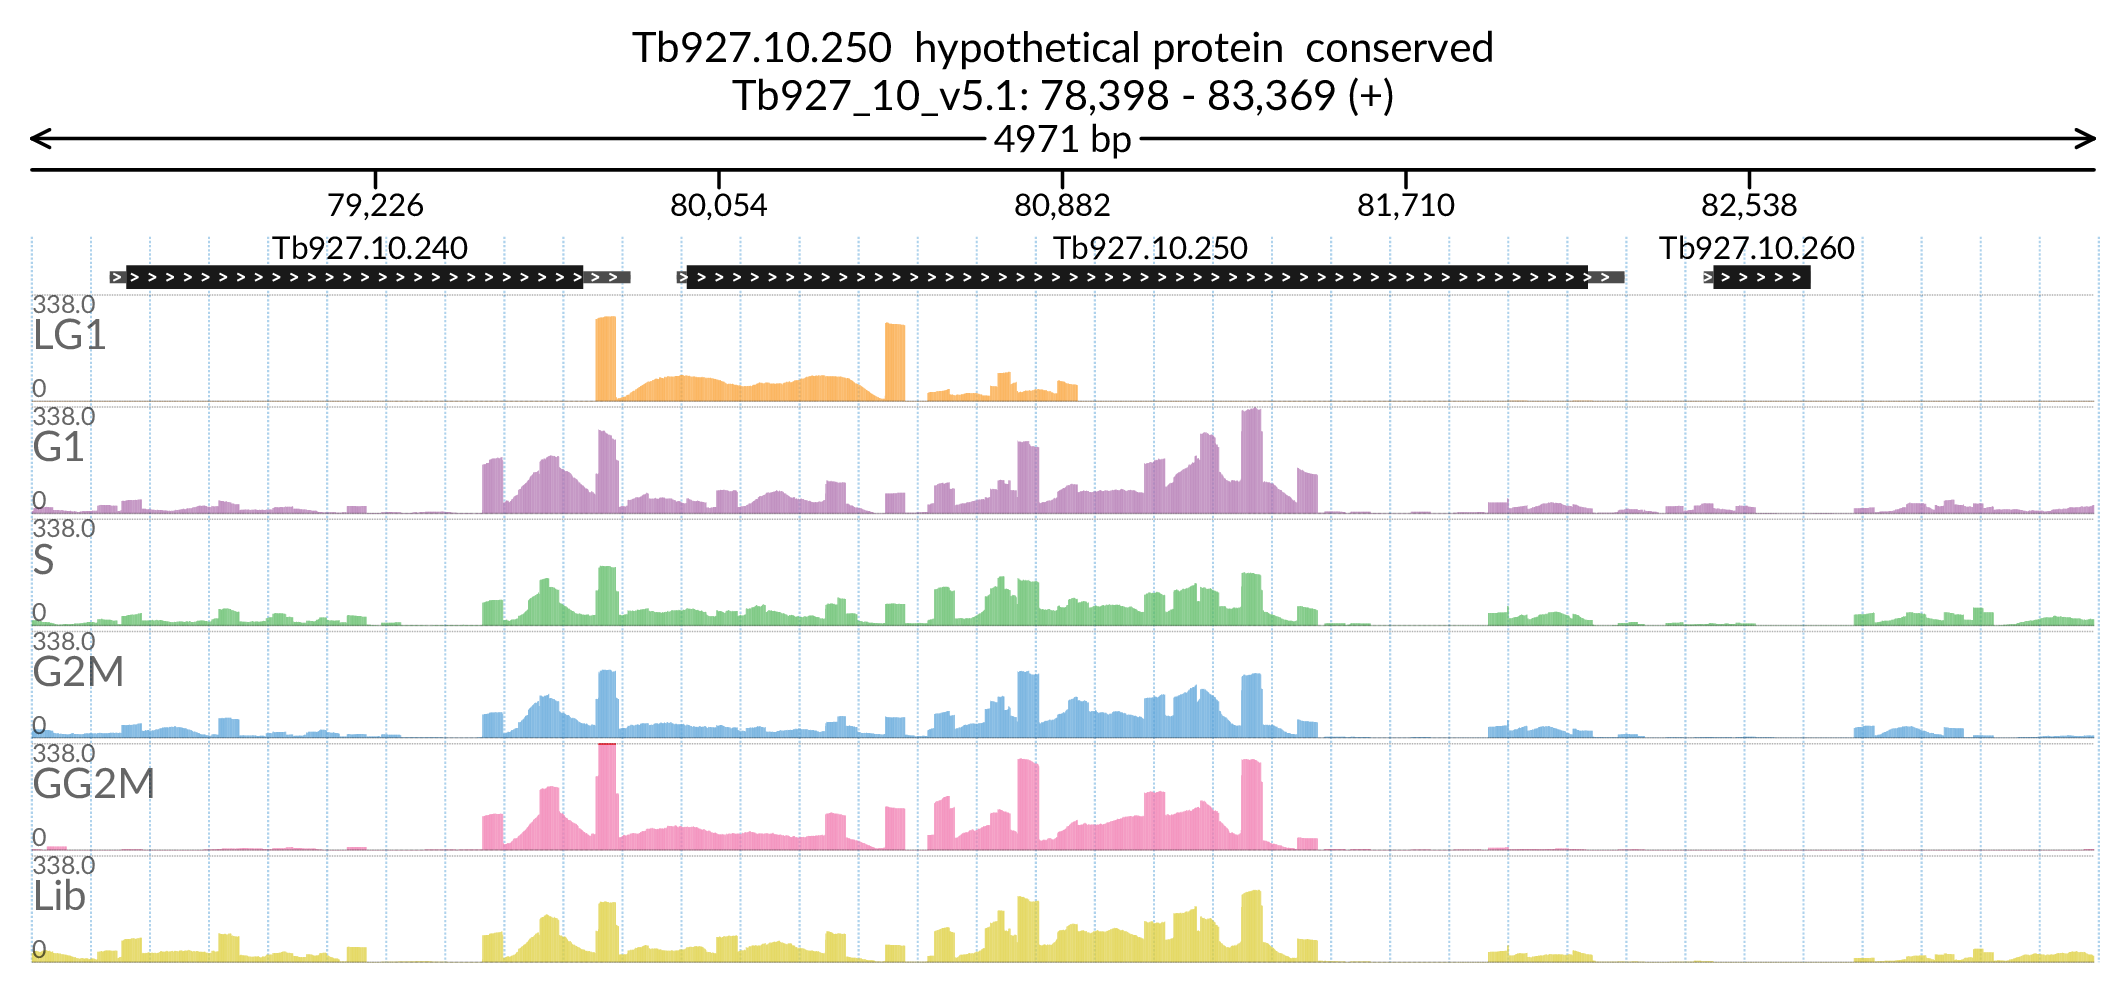 Tb927.10.250  hypothetical protein  conserved
Tb927_10_v5.1: 78,398 - 83,369 (+)
4971 bp
79,226 80,054 80,882 81,710 82,538
Tb927.10.240 Tb927.10.250 Tb927.10.260
338.0
LG1
0
338.0
G1
0
338.0
S
0
338.0
G2M
0
338.0
GG2M
0
338.0
Lib
0